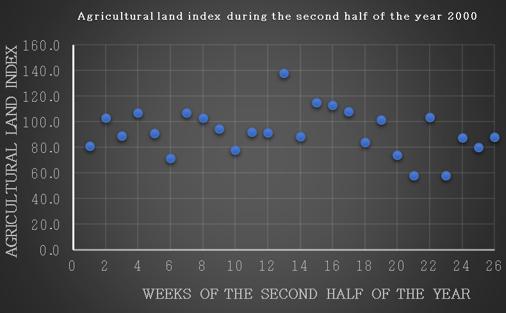 Agricultural land index during the second half of the year 2000
AGRICULTURAL LAND INDEX
160.0
140.0
120.0
100.0
80.0
60.0
40.0
20.0
0.0
0 2 4 6 8 10 12 14 16 18 20 22 24 26
WEEKS OF THE SECOND HALF OF THE YEAR